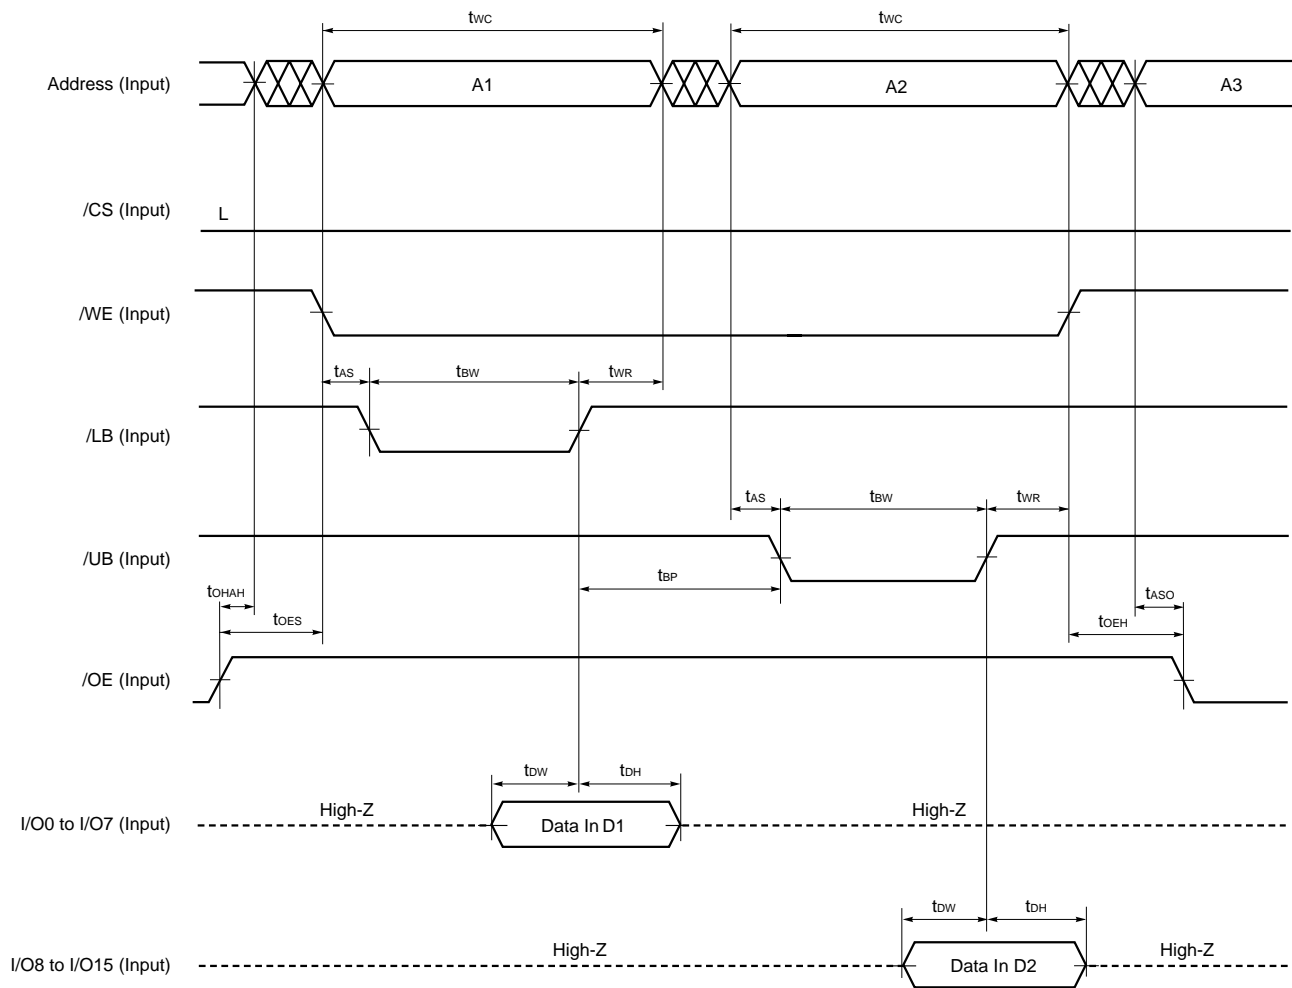 tWC tWC
Address (Input) A1 A2 A3
/CS (Input) L
/WE (Input)
tAS tBW tWR
/LB (Input)
tAS tBW tWR
/UB (Input)
tBP
tOHAH tASO
tOES tOEH
/OE (Input)
tDW tDH
High-Z High-Z
I/O0 to I/O7 (Input) Data In D1
tDW tDH
High-Z High-Z
I/O8 to I/O15 (Input) Data In D2